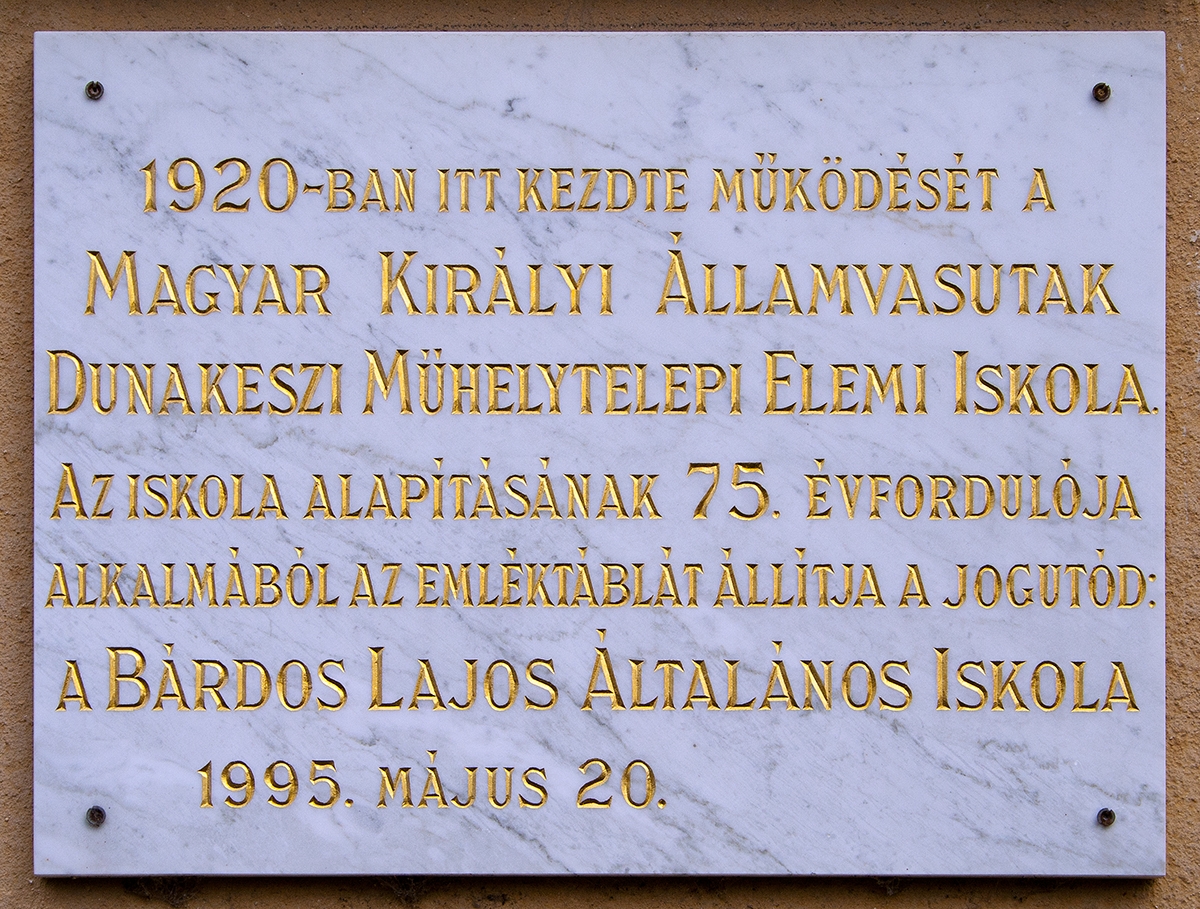 1920-BAN ITT KEZDTE MŰKÖDÉSÉT A
MAGYAR KIRÁLYI ÁLLAMVASUTAK
DUNAKESZI MŰHELYTELEPI ELEMI ISKOLA.
AZ ISKOLA ALAPÍTÁSÁNAK 75. ÉVFORDULÓJA
ALKALMÁBÓL AZ EMLÉKTÁBLÁT ÁLLÍTJA A JOGUTÓD:
A BÁRDOS LAJOS ÁLTALÁNOS ISKOLA
1995. MÁJUS 20.